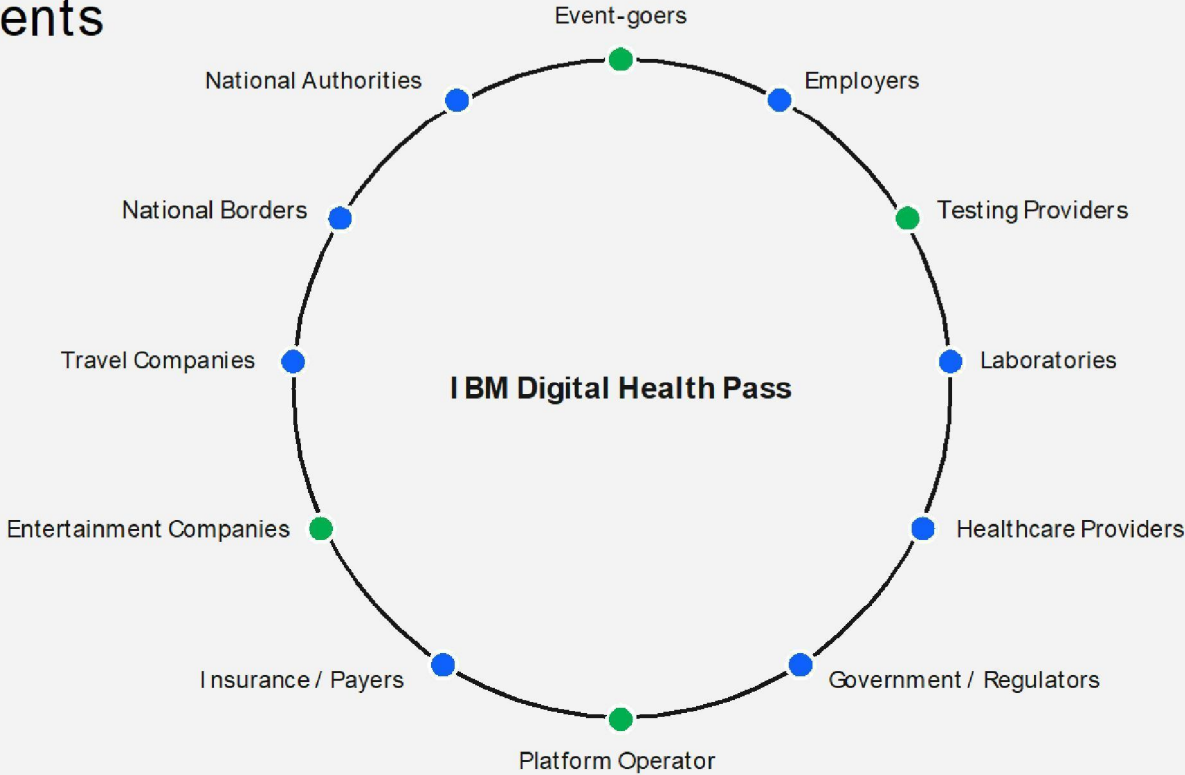 ents
Event-goers
National Authorities
Employers
National Borders
Testing Providers
Travel Companies
Laboratories
IBM Digital Health Pass
Entertainment Companies
Healthcare Providers
Insurance / Payers
Government / Regulators
Platform Operator